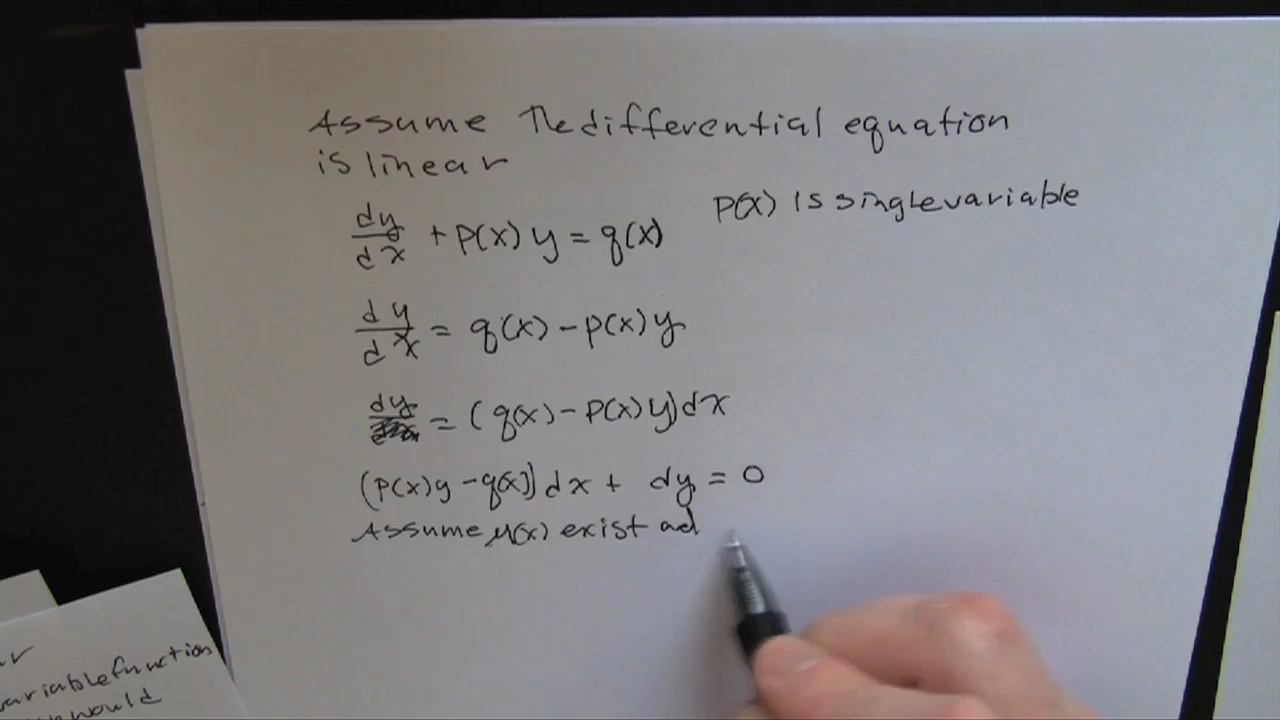 Assume The differential equation
is linear
P(x) is single variable
dy/dx + p(x) y = q(x)
dy/dx = q(x) - p(x) y
dy = (q(x) - p(x) y) dx
(p(x) y - q(x)) dx + dy = 0
Assume μ(x) exist ad
variable function
would